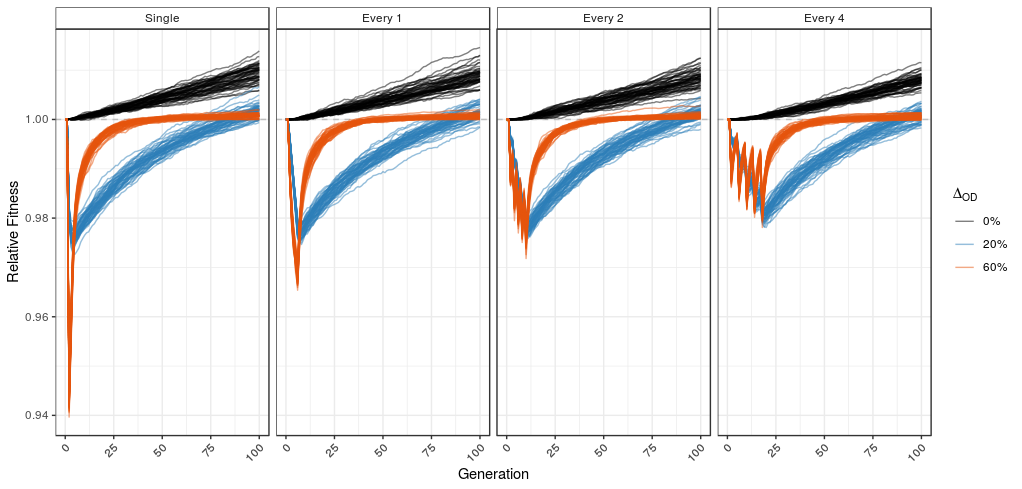 Single
Every 1
Every 2
Every 4
1.00
0.98
0.96
0.94
Relative Fitness
0 25 50 75 100
0 25 50 75 100
0 25 50 75 100
0 25 50 75 100
Generation
ΔOD
0%
20%
60%